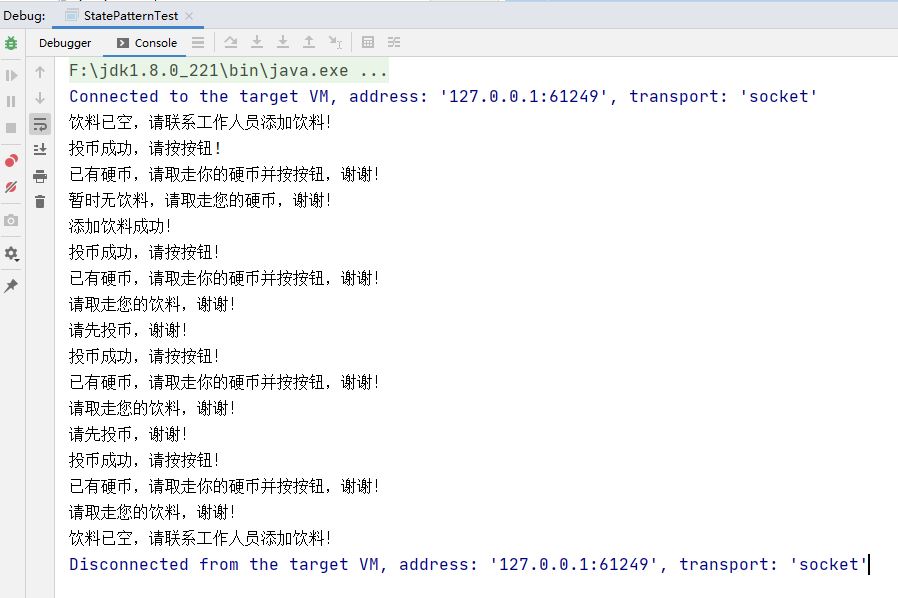 Debug: StatePatternTest
Debugger Console
F:\jdk1.8.0_221\bin\java.exe ...
Connected to the target VM, address: '127.0.0.1:61249', transport: 'socket'
饮料已空，请联系工作人员添加饮料！
投币成功，请按按钮！
已有硬币，请取走你的硬币并按按钮，谢谢！
暂时无饮料，请取走您的硬币，谢谢！
添加饮料成功！
投币成功，请按按钮！
已有硬币，请取走你的硬币并按按钮，谢谢！
请取走您的饮料，谢谢！
请先投币，谢谢！
投币成功，请按按钮！
已有硬币，请取走你的硬币并按按钮，谢谢！
请取走您的饮料，谢谢！
请先投币，谢谢！
投币成功，请按按钮！
已有硬币，请取走你的硬币并按按钮，谢谢！
请取走您的饮料，谢谢！
饮料已空，请联系工作人员添加饮料！
Disconnected from the target VM, address: '127.0.0.1:61249', transport: 'socket'